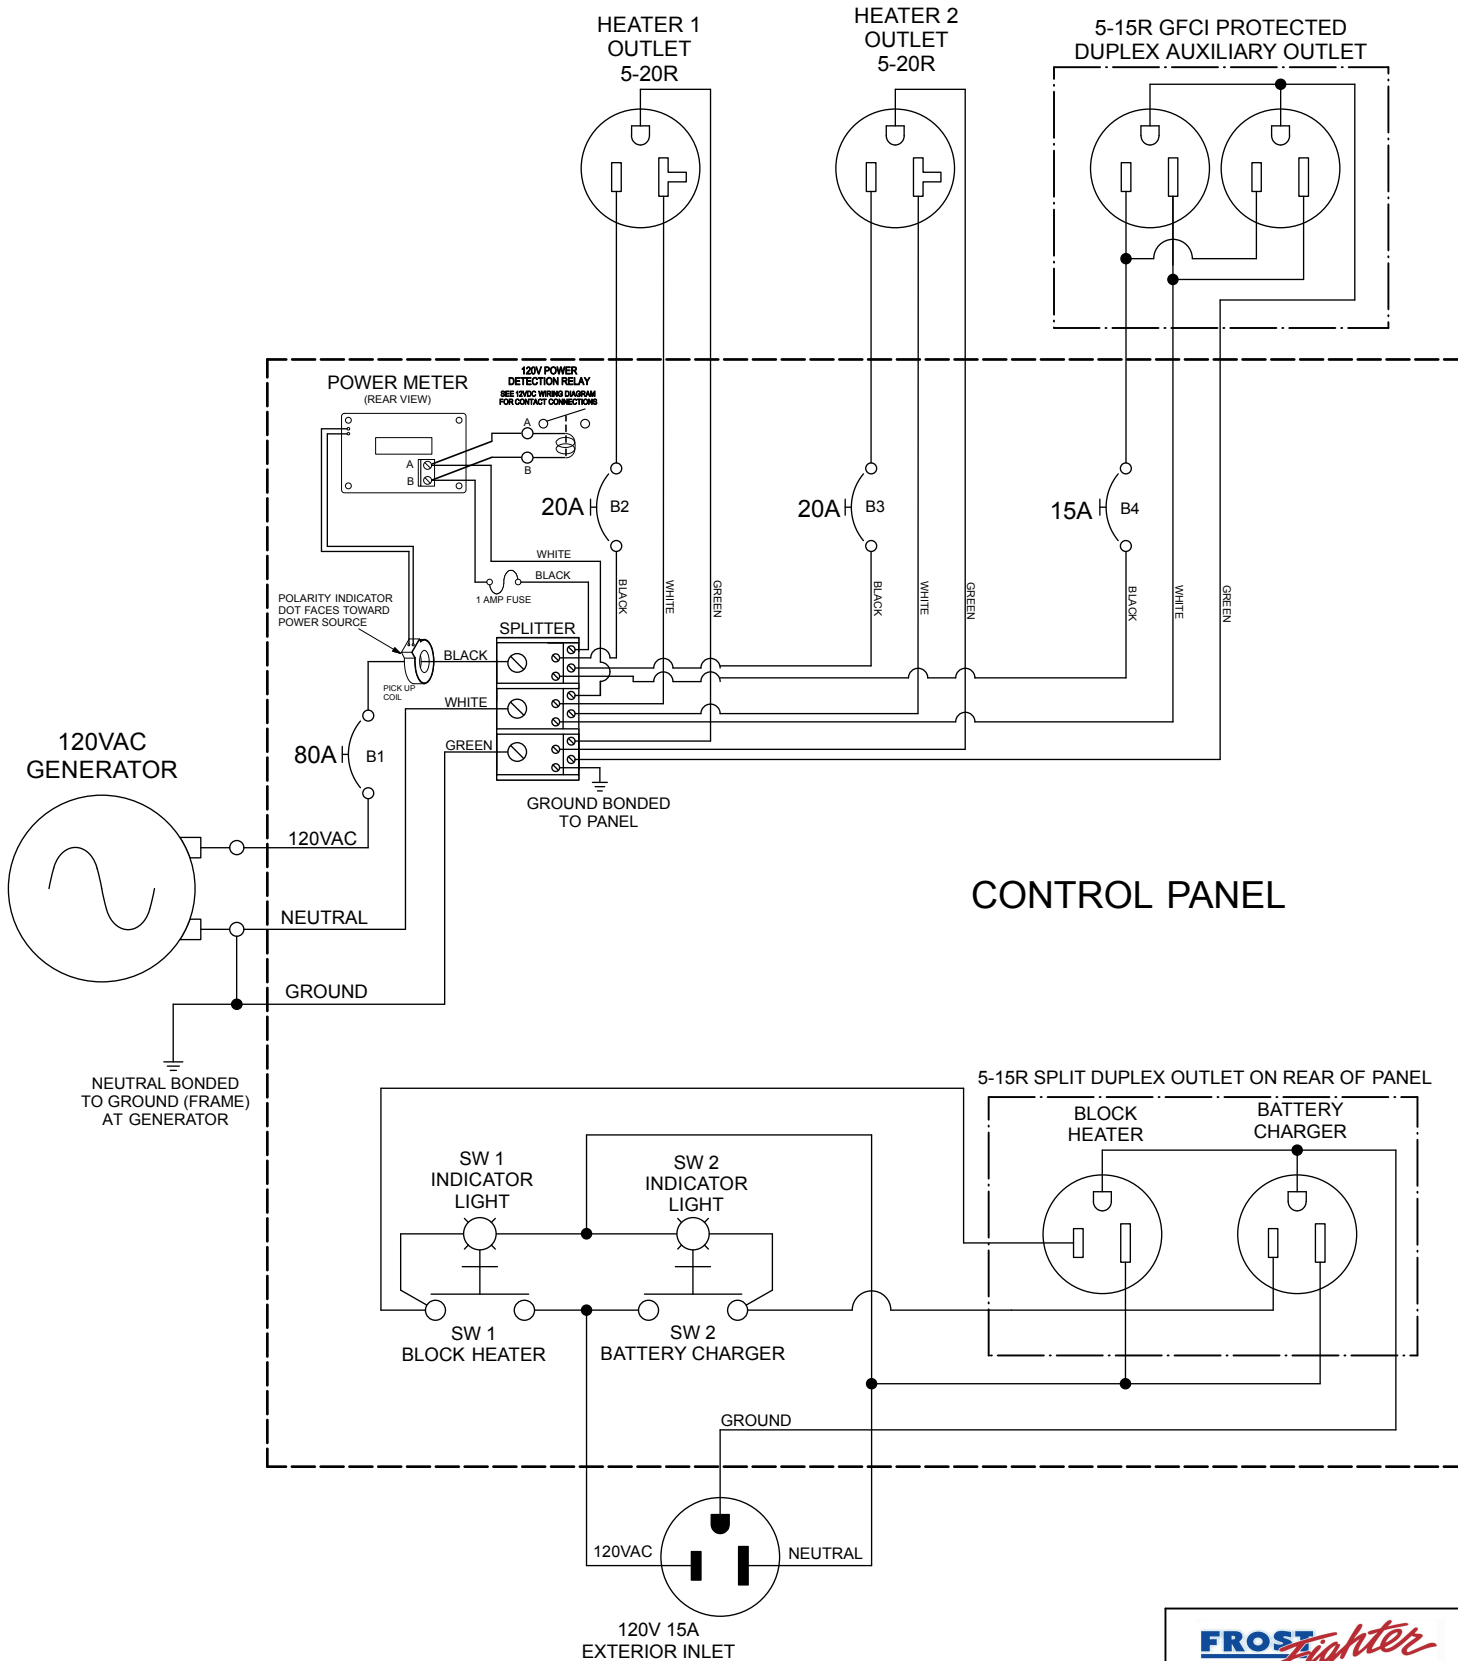 HEATER 1
OUTLET
5-20R
HEATER 2
OUTLET
5-20R
5-15R GFCI PROTECTED
DUPLEX AUXILIARY OUTLET
POWER METER
(REAR VIEW)
120V POWER
DETECTION RELAY
SEE 12VDC WIRING DIAGRAM
FOR CONTACT CONNECTIONS
A
B
A
B
20A
B2
20A
B3
15A
B4
WHITE
BLACK
1 AMP FUSE
BLACK
WHITE
GREEN
BLACK
WHITE
GREEN
BLACK
WHITE
GREEN
POLARITY INDICATOR
DOT FACES TOWARD
POWER SOURCE
SPLITTER
BLACK
PICK UP
COIL
WHITE
GREEN
80A
B1
120VAC
GENERATOR
GROUND BONDED
TO PANEL
120VAC
NEUTRAL
GROUND
CONTROL PANEL
NEUTRAL BONDED
TO GROUND (FRAME)
AT GENERATOR
5-15R SPLIT DUPLEX OUTLET ON REAR OF PANEL
BLOCK
HEATER
BATTERY
CHARGER
SW 1
INDICATOR
LIGHT
SW 2
INDICATOR
LIGHT
SW 1
BLOCK HEATER
SW 2
BATTERY CHARGER
GROUND
120VAC
NEUTRAL
120V 15A
EXTERIOR INLET
FROST Fighter